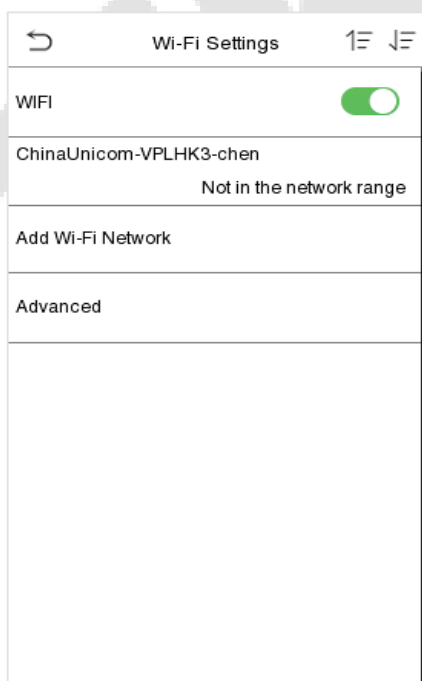 Wi-Fi Settings
WIFI
ChinaUnicom-VPLHK3-chen
Not in the network range
Add Wi-Fi Network
Advanced